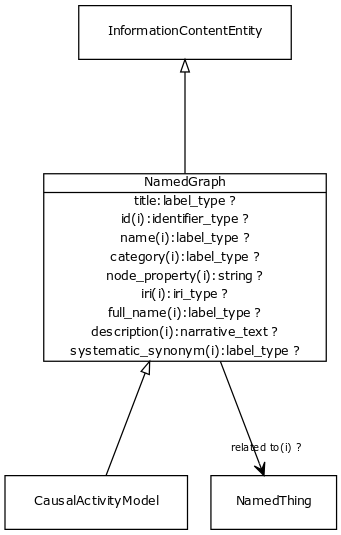 InformationContentEntity
NamedGraph
title:label_type ?
id(i):identifier_type ?
name(i):label_type ?
category(i):label_type ?
node_property(i):string ?
iri(i):iri_type ?
full_name(i):label_type ?
description(i):narrative_text ?
systematic_synonym(i):label_type ?
related to(i) ?
CausalActivityModel
NamedThing